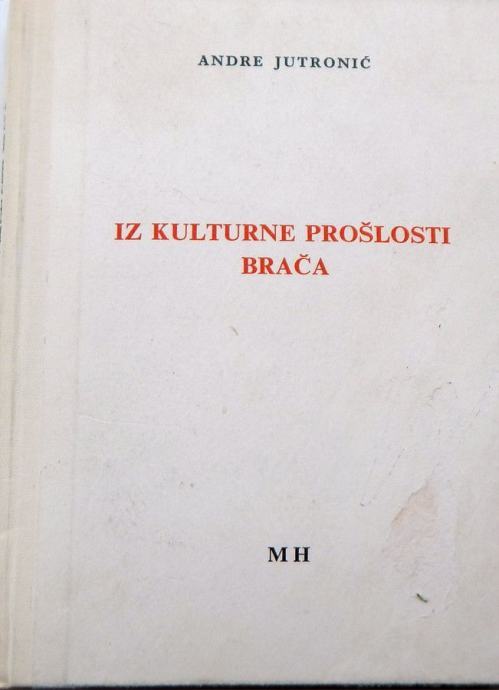 ANDRE JUTRONIĆ
IZ KULTURNE PROŠLOSTI
BRAČA
MH